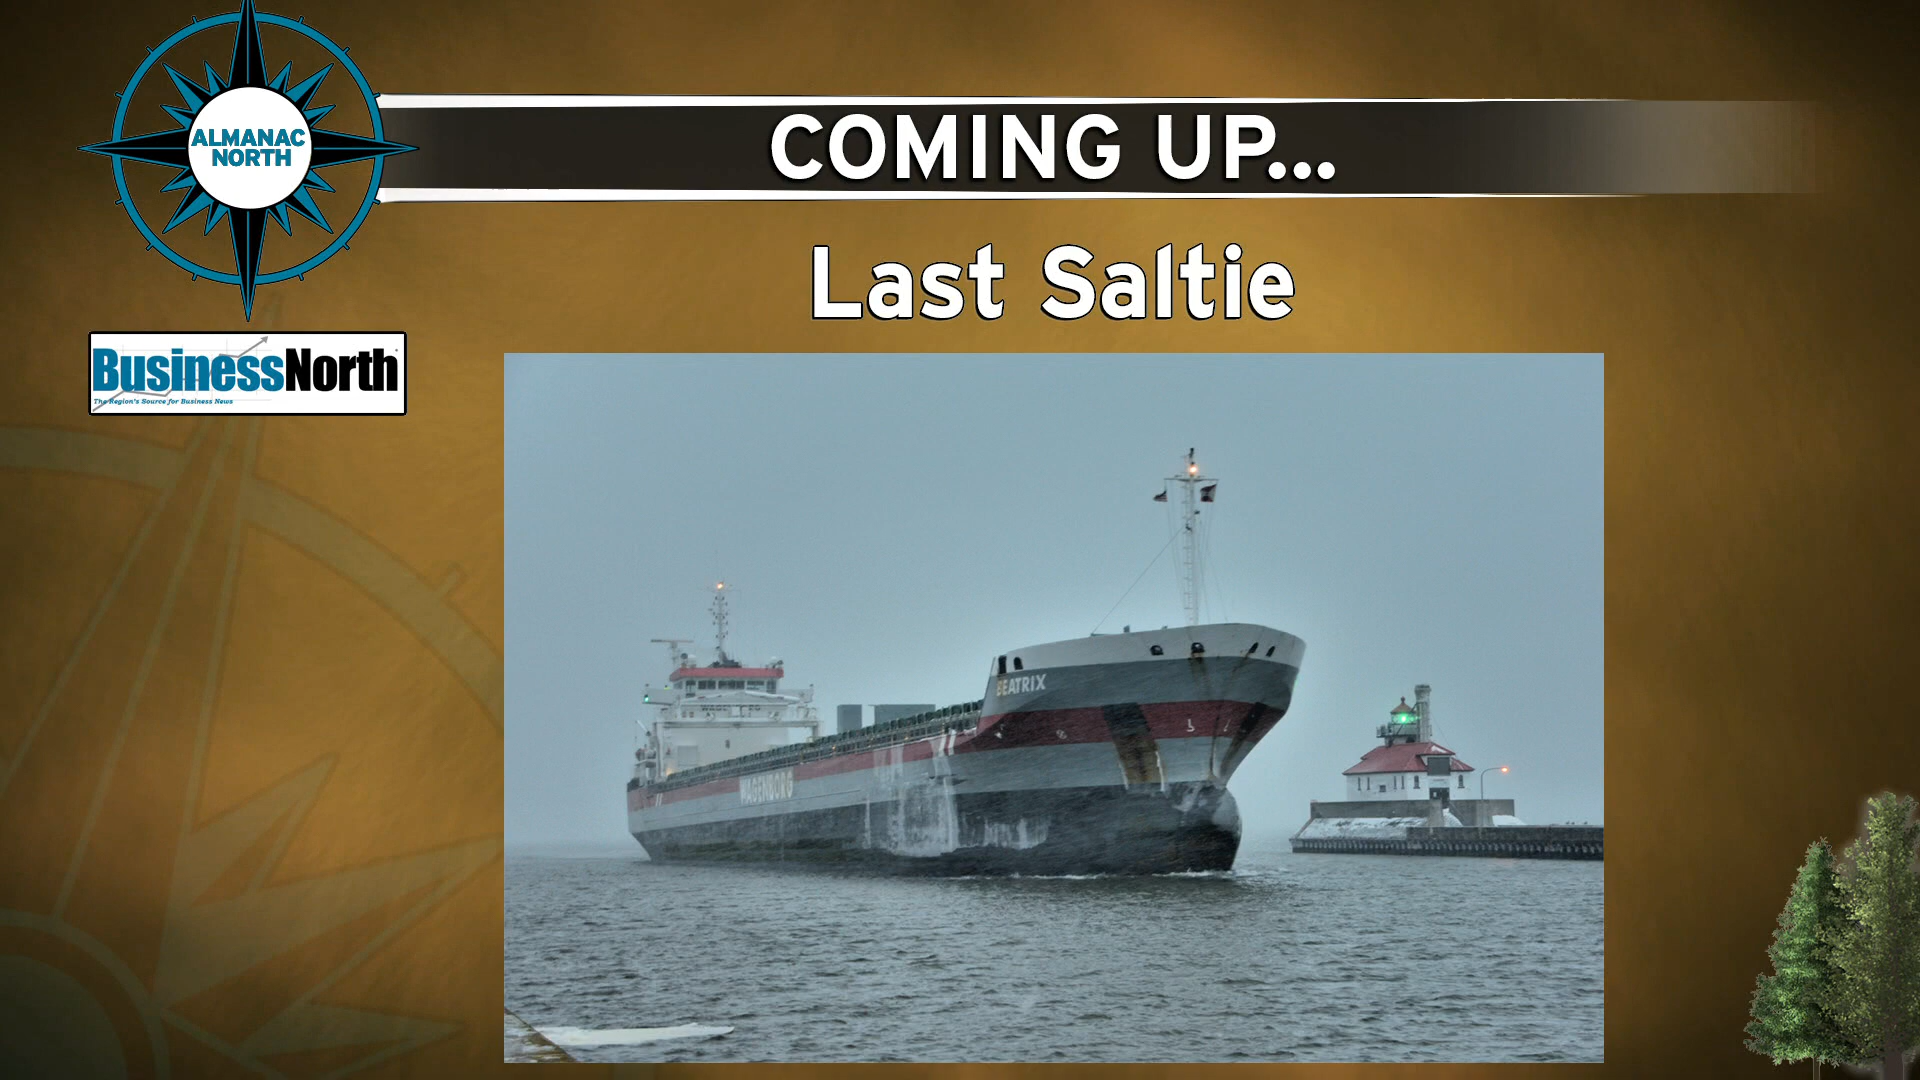 ALMANAC
NORTH
COMING UP...
Last Saltie
BusinessNorth
The Region's Source for Business News
BEATRIX
WAGENBORG